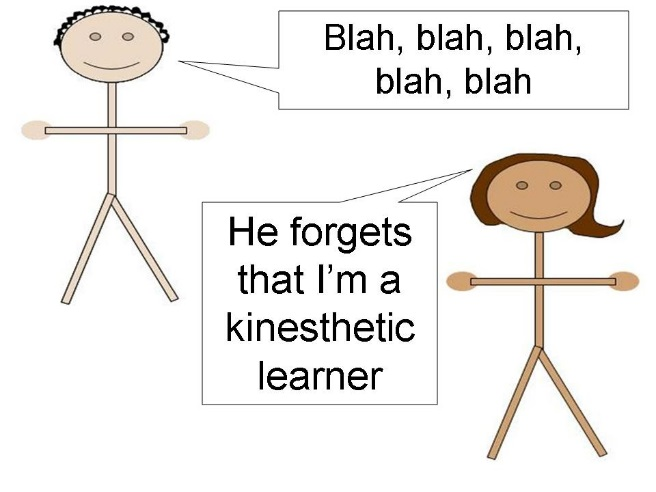 Blah, blah, blah,
blah, blah
He forgets
that I'm a
kinesthetic
learner